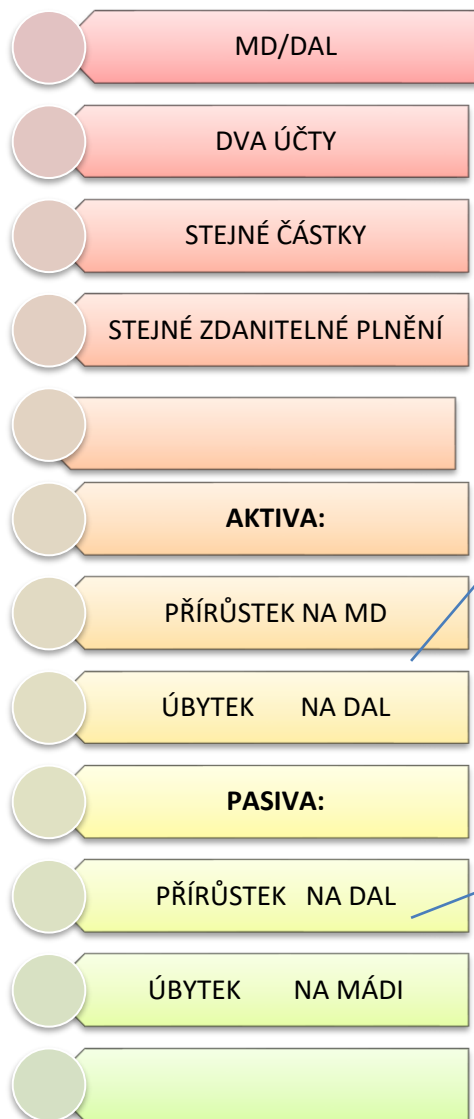 MD/DAL
DVA ÚČTY
STEJNÉ ČÁSTKY
STEJNÉ ZDANITELNÉ PLNĚNÍ
AKTIVA:
PŘÍRŮSTEK NA MD
ÚBYTEK NA DAL
PASIVA:
PŘÍRŮSTEK NA DAL
ÚBYTEK NA MÁDI